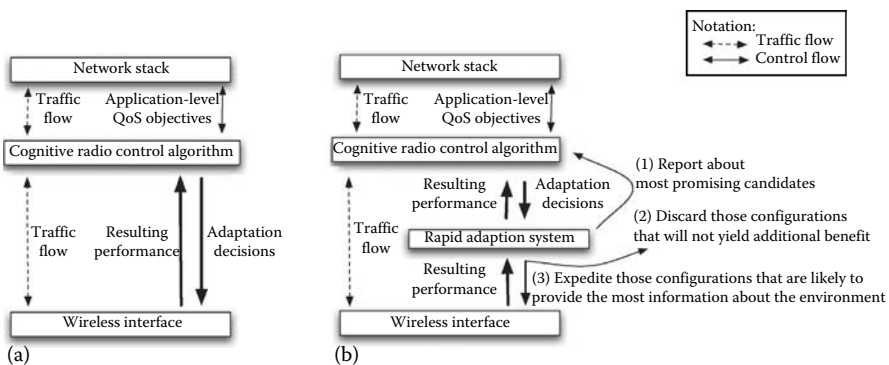 Notation:
Traffic flow
Control flow
Network stack
Traffic
flow
Application-level
QoS objectives
Cognitive radio control algorithm
Traffic
flow
Resulting
performance
Adaptation
decisions
Wireless interface
(a)
Network stack
Traffic
flow
Application-level
QoS objectives
Cognitive radio control algorithm
(1) Report about
most promising candidates
Resulting
performance
Adaptation
decisions
Traffic
flow
(2) Discard those configurations
that will not yield additional benefit
Rapid adaption system
Resulting
performance
(3) Expedite those configurations that are likely to
provide the most information about the environment
Wireless interface
(b)